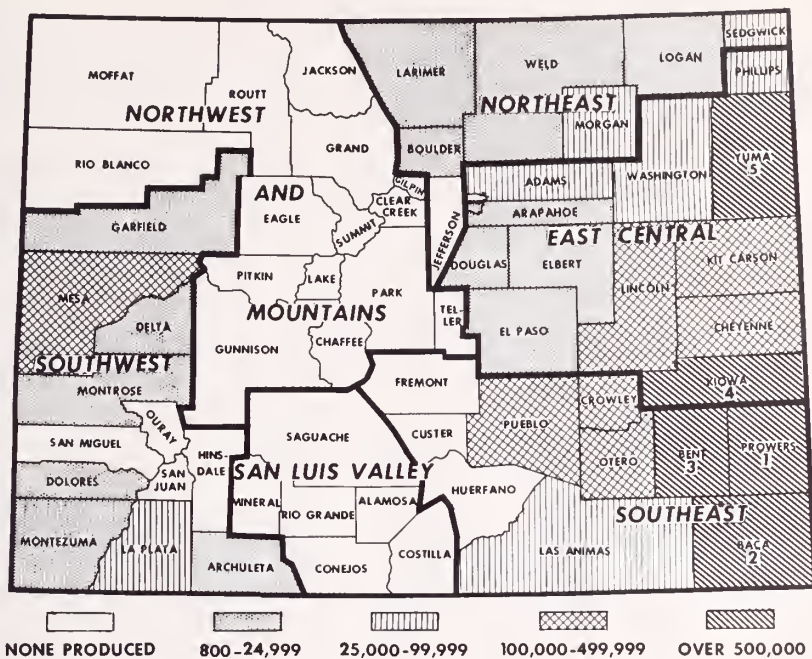 SEDGWICK
MOFFAT
ROUTT
JACKSON
LARIMER
WELD
LOGAN
PHILLIPS
NORTHWEST
NORTHEAST
MORGAN
RIO BLANCO
GRAND
BOULDER
YUMA
5
GILPIN
ADAMS
WASHINGTON
AND
EAGLE
CLEAR
CREEK
SUMMIT
JEFFERSON
ARAPAHOE
GARFIELD
EAST CENTRAL
DOUGLAS
ELBERT
KIT CARSON
PITKIN
LAKE
PARK
LINCOLN
MESA
MOUNTAINS
TEL-
LER
DELTA
CHEYENNE
GUNNISON
CHAFFEE
EL PASO
SOUTHWEST
MONTROSE
FREMONT
KIOWA
4
OURAY
PUEBLO
CROWLEY
SAN MIGUEL
HINS-
DALE
SAGUACHE
CUSTER
BENT
3
PROWERS
1
OTERO
SAN
JUAN
SAN LUIS VALLEY
DOLORES
MINERAL
RIO GRANDE
ALAMOSA
HUERFANO
SOUTHEAST
MONTEZUMA
LA PLATA
LAS ANIMAS
BACA
2
ARCHULETA
CONEJOS
COSTILLA
NONE PRODUCED 800-24,999 25,000-99,999 100,000-499,999 OVER 500,000